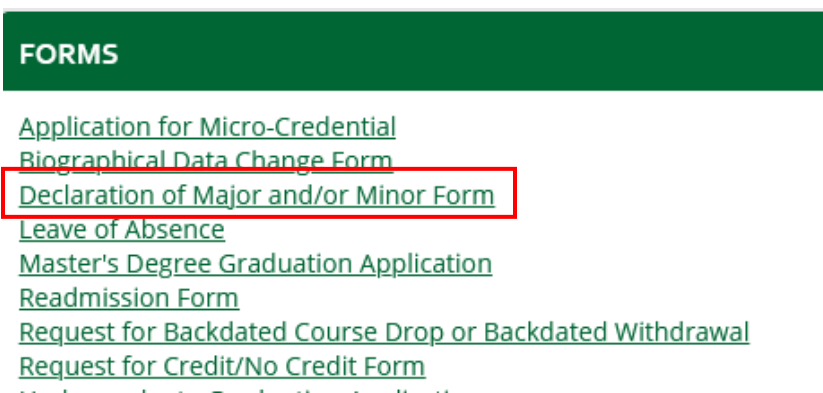 FORMS
Application for Micro-Credential
Biographical Data Change Form
Declaration of Major and/or Minor Form
Leave of Absence
Master's Degree Graduation Application
Readmission Form
Request for Backdated Course Drop or Backdated Withdrawal
Request for Credit/No Credit Form